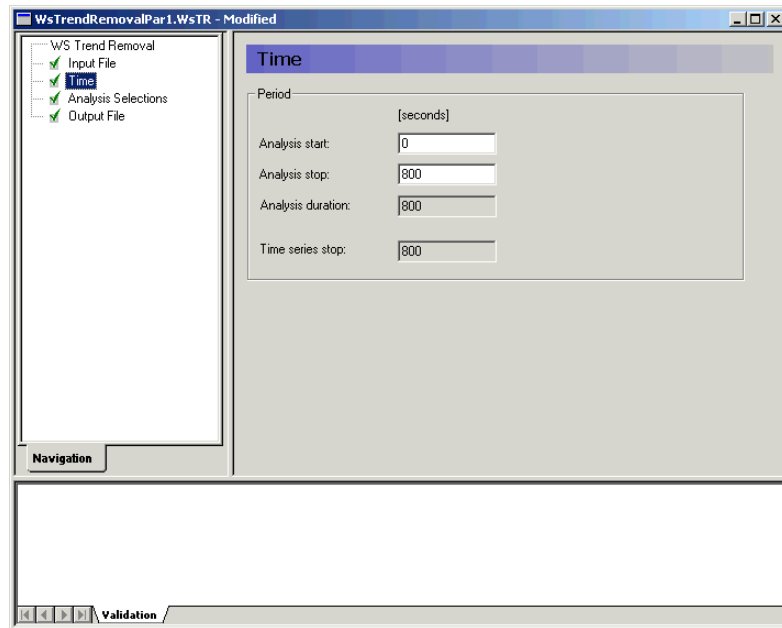 WsTrendRemovalPar1.WsTR - Modified
WS Trend Removal
Input File
Time
Analysis Selections
Output File
Navigation
Time
Period
[seconds]
Analysis start: 0
Analysis stop: 800
Analysis duration: 800
Time series stop: 800
Validation